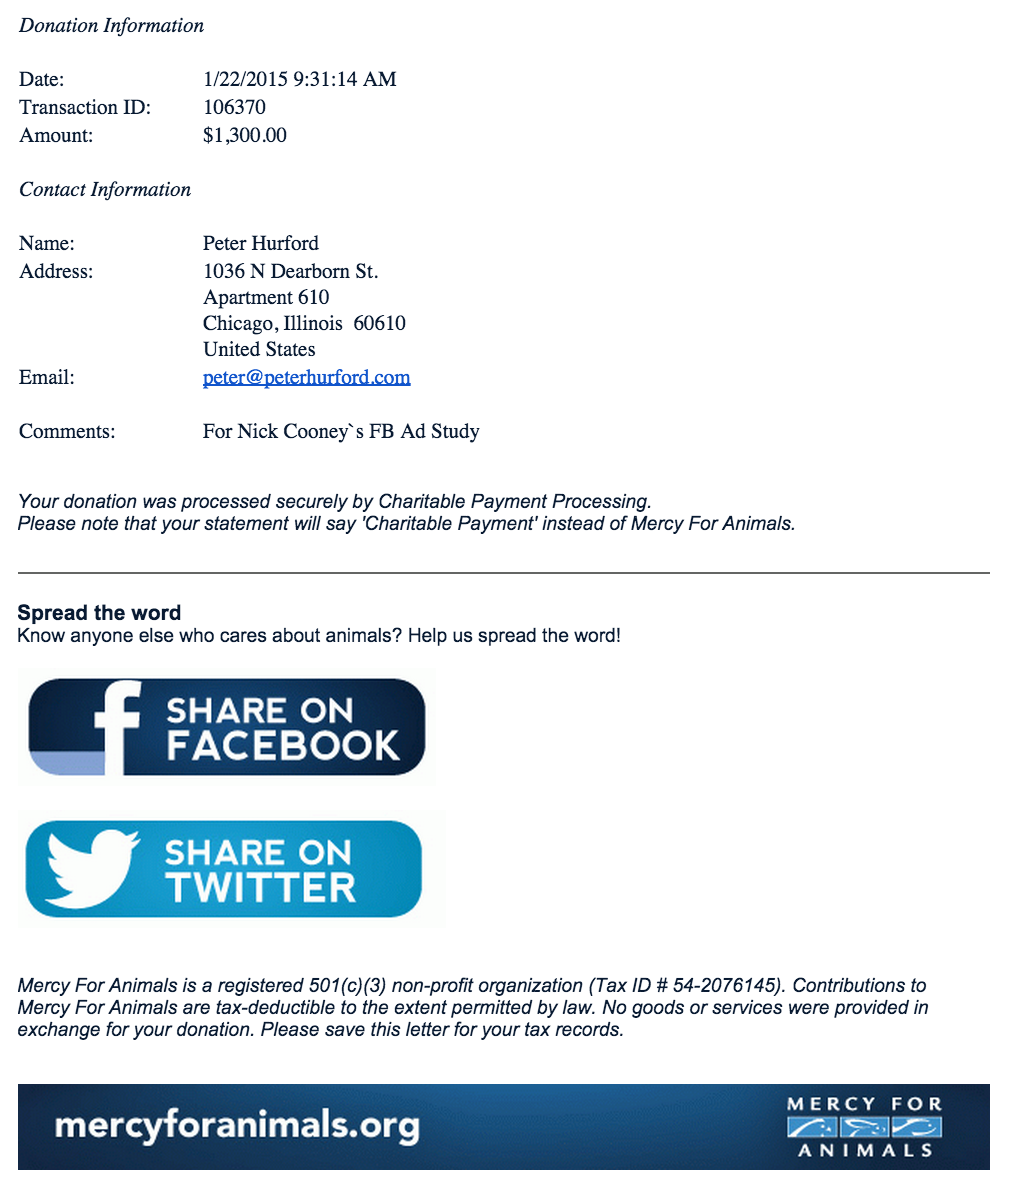 Donation Information
Date: 1/22/2015 9:31:14 AM
Transaction ID: 106370
Amount: $1,300.00
Contact Information
Name: Peter Hurford
Address: 1036 N Dearborn St.
Apartment 610
Chicago, Illinois  60610
United States
Email: peter@peterhurford.com
Comments: For Nick Cooney`s FB Ad Study
Your donation was processed securely by Charitable Payment Processing.
Please note that your statement will say 'Charitable Payment' instead of Mercy For Animals.
Spread the word
Know anyone else who cares about animals? Help us spread the word!
f SHARE ON
FACEBOOK
SHARE ON
TWITTER
Mercy For Animals is a registered 501(c)(3) non-profit organization (Tax ID # 54-2076145). Contributions to
Mercy For Animals are tax-deductible to the extent permitted by law. No goods or services were provided in
exchange for your donation. Please save this letter for your tax records.
mercyforanimals.org
MERCY FOR
ANIMALS